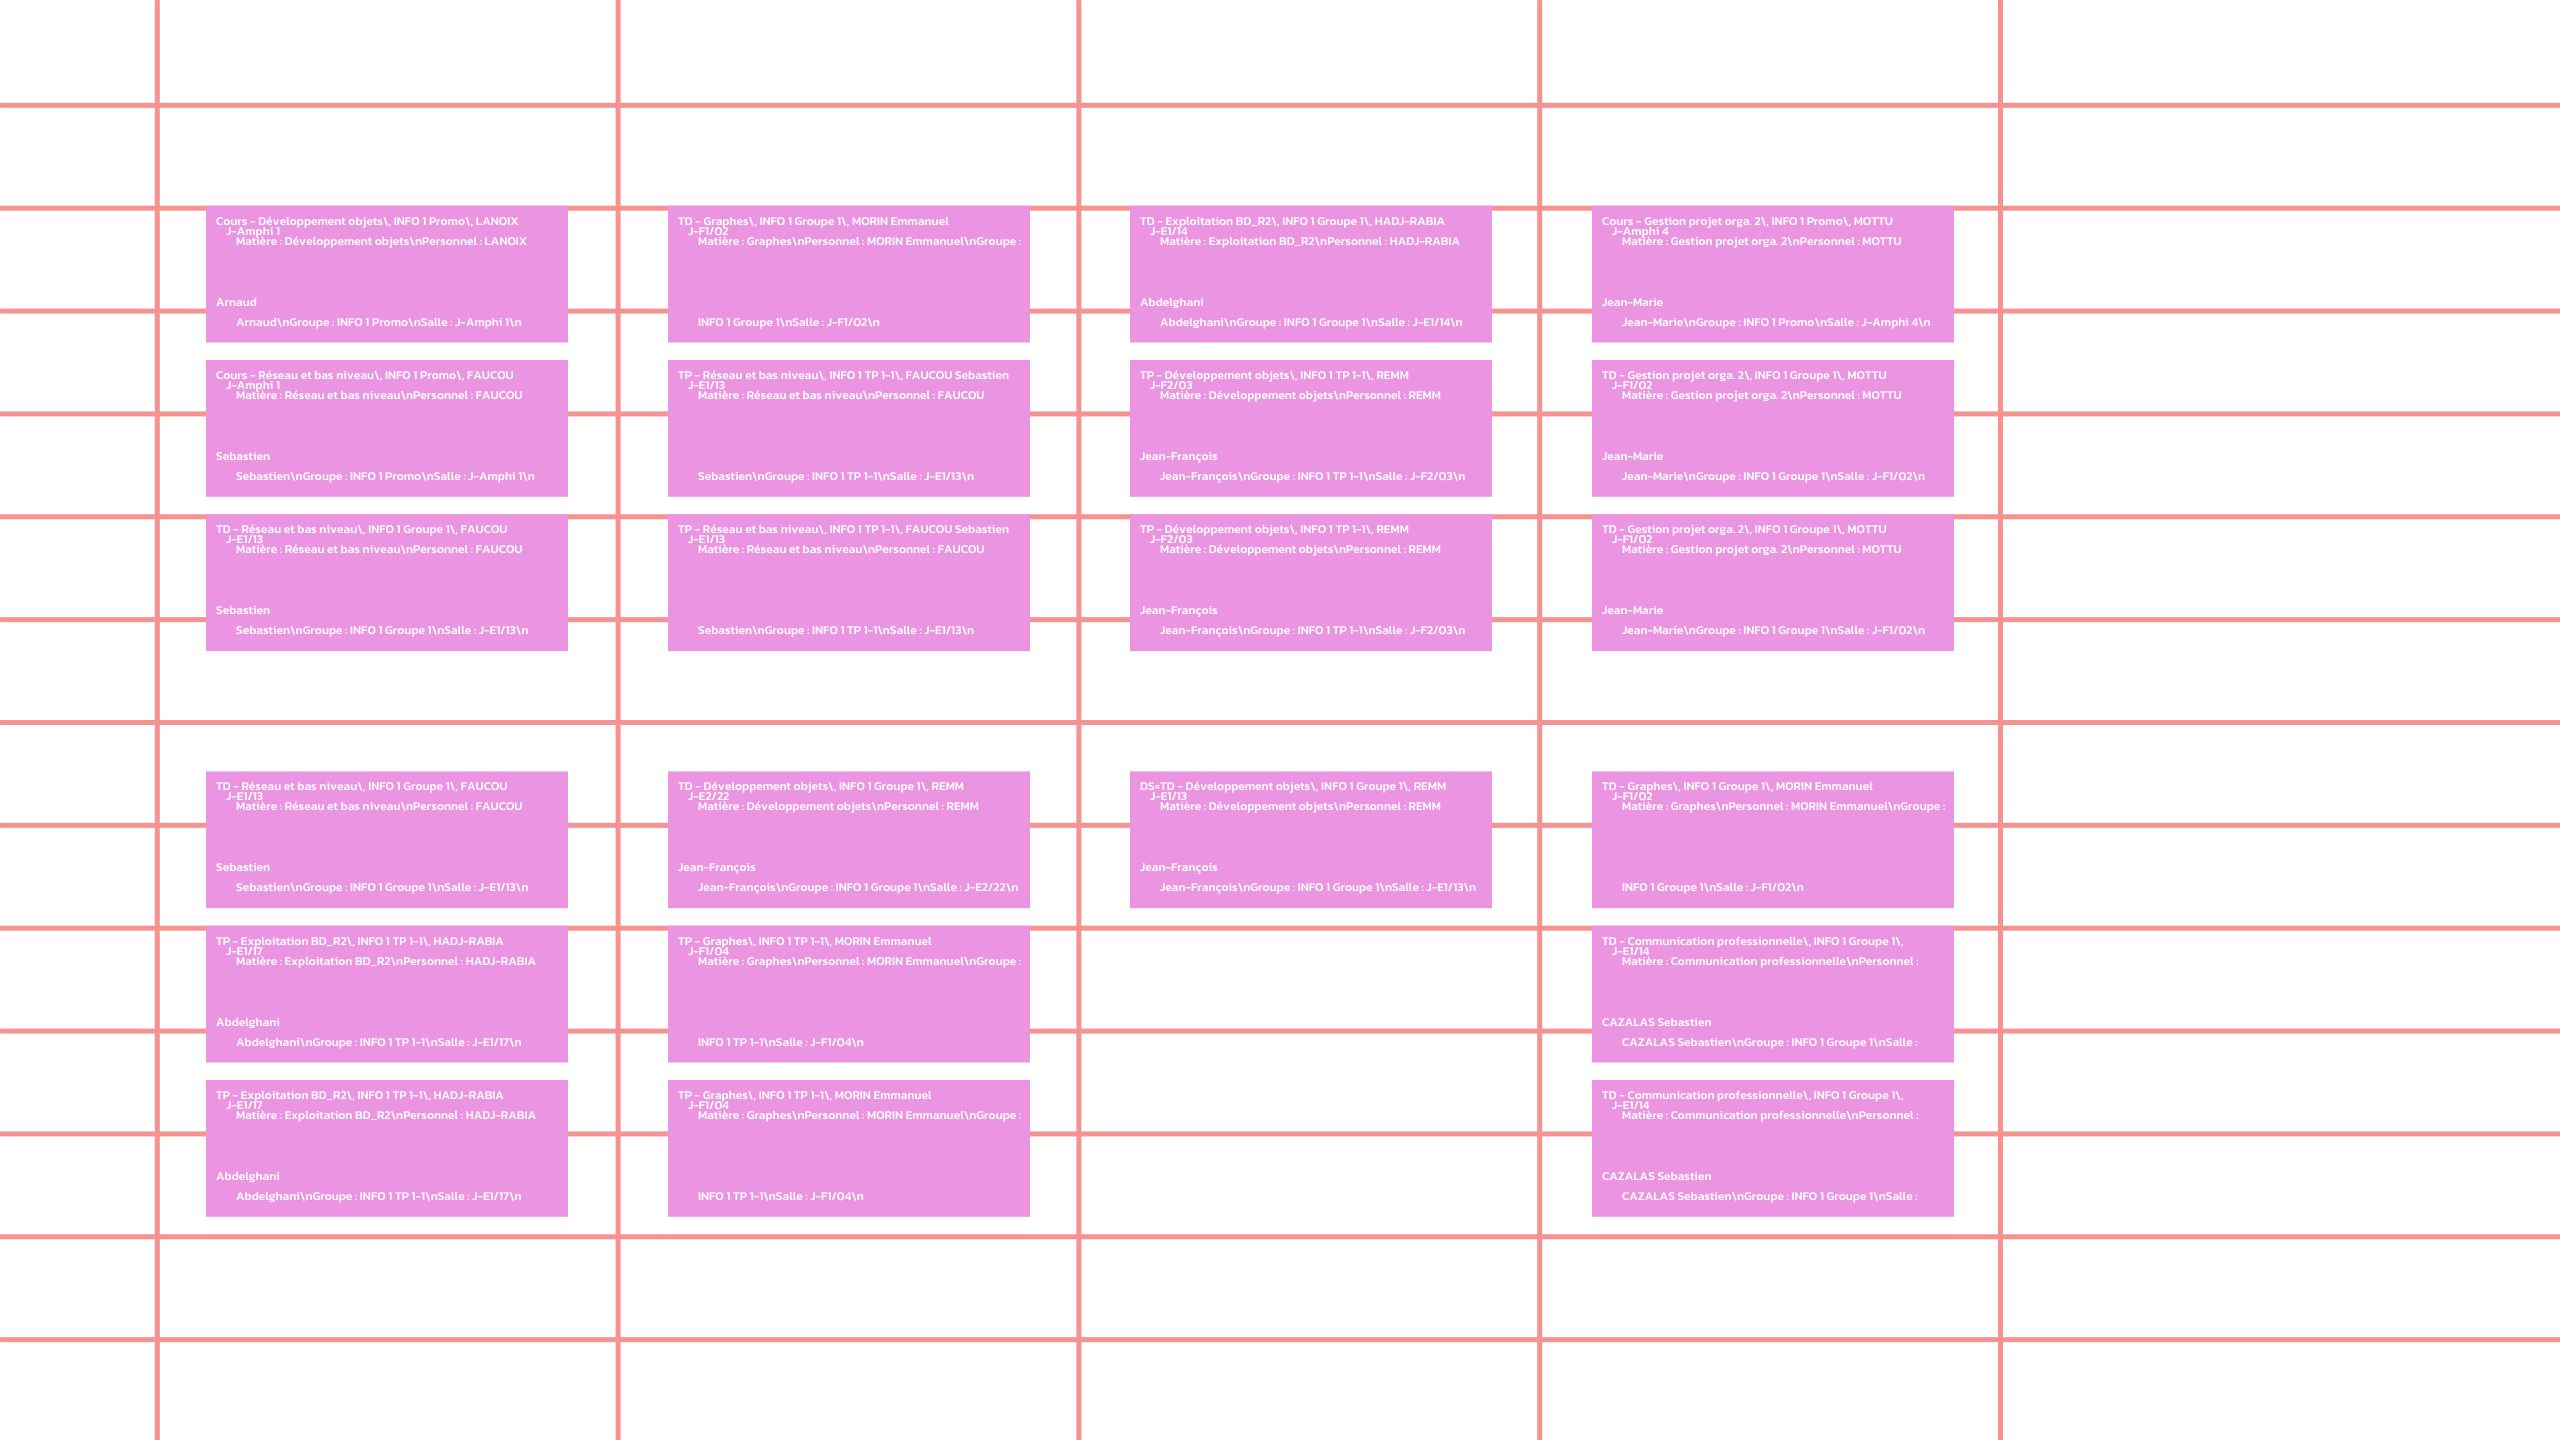 Cours - Développement objets\, INFO 1 Promo\, LANOIX
J-Amphi 1
Matière : Développement objets\nPersonnel : LANOIX
Arnaud
Arnaud\nGroupe : INFO 1 Promo\nSalle : J-Amphi 1\n
Cours - Réseau et bas niveau\, INFO 1 Promo\, FAUCOU
J-Amphi 1
Matière : Réseau et bas niveau\nPersonnel : FAUCOU
Sebastien
Sebastien\nGroupe : INFO 1 Promo\nSalle : J-Amphi 1\n
TD - Réseau et bas niveau\, INFO 1 Groupe 1\, FAUCOU
J-E1/13
Matière : Réseau et bas niveau\nPersonnel : FAUCOU
Sebastien
Sebastien\nGroupe : INFO 1 Groupe 1\nSalle : J-E1/13\n
TD - Réseau et bas niveau\, INFO 1 Groupe 1\, FAUCOU
J-E1/13
Matière : Réseau et bas niveau\nPersonnel : FAUCOU
Sebastien
Sebastien\nGroupe : INFO 1 Groupe 1\nSalle : J-E1/13\n
TP - Exploitation BD_R2\, INFO 1 TP 1-1\, HADJ-RABIA
J-E1/17
Matière : Exploitation BD_R2\nPersonnel : HADJ-RABIA
Abdelghani
Abdelghani\nGroupe : INFO 1 TP 1-1\nSalle : J-E1/17\n
TP - Exploitation BD_R2\, INFO 1 TP 1-1\, HADJ-RABIA
J-E1/17
Matière : Exploitation BD_R2\nPersonnel : HADJ-RABIA
Abdelghani
Abdelghani\nGroupe : INFO 1 TP 1-1\nSalle : J-E1/17\n
TD - Graphes\, INFO 1 Groupe 1\, MORIN Emmanuel
J-F1/02
Matière : Graphes\nPersonnel : MORIN Emmanuel\nGroupe :
INFO 1 Groupe 1\nSalle : J-F1/02\n
TP - Réseau et bas niveau\, INFO 1 TP 1-1\, FAUCOU Sebastien
J-E1/13
Matière : Réseau et bas niveau\nPersonnel : FAUCOU
Sebastien\nGroupe : INFO 1 TP 1-1\nSalle : J-E1/13\n
TP - Réseau et bas niveau\, INFO 1 TP 1-1\, FAUCOU Sebastien
J-E1/13
Matière : Réseau et bas niveau\nPersonnel : FAUCOU
Sebastien\nGroupe : INFO 1 TP 1-1\nSalle : J-E1/13\n
TD - Développement objets\, INFO 1 Groupe 1\, REMM
J-E2/22
Matière : Développement objets\nPersonnel : REMM
Jean-François
Jean-François\nGroupe : INFO 1 Groupe 1\nSalle : J-E2/22\n
TP - Graphes\, INFO 1 TP 1-1\, MORIN Emmanuel
J-F1/04
Matière : Graphes\nPersonnel : MORIN Emmanuel\nGroupe :
INFO 1 TP 1-1\nSalle : J-F1/04\n
TP - Graphes\, INFO 1 TP 1-1\, MORIN Emmanuel
J-F1/04
Matière : Graphes\nPersonnel : MORIN Emmanuel\nGroupe :
INFO 1 TP 1-1\nSalle : J-F1/04\n
TD - Exploitation BD_R2\, INFO 1 Groupe 1\, HADJ-RABIA
J-E1/14
Matière : Exploitation BD_R2\nPersonnel : HADJ-RABIA
Abdelghani
Abdelghani\nGroupe : INFO 1 Groupe 1\nSalle : J-E1/14\n
TP - Développement objets\, INFO 1 TP 1-1\, REMM
J-F2/03
Matière : Développement objets\nPersonnel : REMM
Jean-François
Jean-François\nGroupe : INFO 1 TP 1-1\nSalle : J-F2/03\n
TP - Développement objets\, INFO 1 TP 1-1\, REMM
J-F2/03
Matière : Développement objets\nPersonnel : REMM
Jean-François
Jean-François\nGroupe : INFO 1 TP 1-1\nSalle : J-F2/03\n
DS=TD - Développement objets\, INFO 1 Groupe 1\, REMM
J-E1/13
Matière : Développement objets\nPersonnel : REMM
Jean-François
Jean-François\nGroupe : INFO 1 Groupe 1\nSalle : J-E1/13\n
Cours - Gestion projet orga. 2\, INFO 1 Promo\, MOTTU
J-Amphi 4
Matière : Gestion projet orga. 2\nPersonnel : MOTTU
Jean-Marie
Jean-Marie\nGroupe : INFO 1 Promo\nSalle : J-Amphi 4\n
TD - Gestion projet orga. 2\, INFO 1 Groupe 1\, MOTTU
J-F1/02
Matière : Gestion projet orga. 2\nPersonnel : MOTTU
Jean-Marie
Jean-Marie\nGroupe : INFO 1 Groupe 1\nSalle : J-F1/02\n
TD - Gestion projet orga. 2\, INFO 1 Groupe 1\, MOTTU
J-F1/02
Matière : Gestion projet orga. 2\nPersonnel : MOTTU
Jean-Marie
Jean-Marie\nGroupe : INFO 1 Groupe 1\nSalle : J-F1/02\n
TD - Graphes\, INFO 1 Groupe 1\, MORIN Emmanuel
J-F1/02
Matière : Graphes\nPersonnel : MORIN Emmanuel\nGroupe :
INFO 1 Groupe 1\nSalle : J-F1/02\n
TD - Communication professionnelle\, INFO 1 Groupe 1\,
J-E1/14
Matière : Communication professionnelle\nPersonnel :
CAZALAS Sebastien
CAZALAS Sebastien\nGroupe : INFO 1 Groupe 1\nSalle :
TD - Communication professionnelle\, INFO 1 Groupe 1\,
J-E1/14
Matière : Communication professionnelle\nPersonnel :
CAZALAS Sebastien
CAZALAS Sebastien\nGroupe : INFO 1 Groupe 1\nSalle :